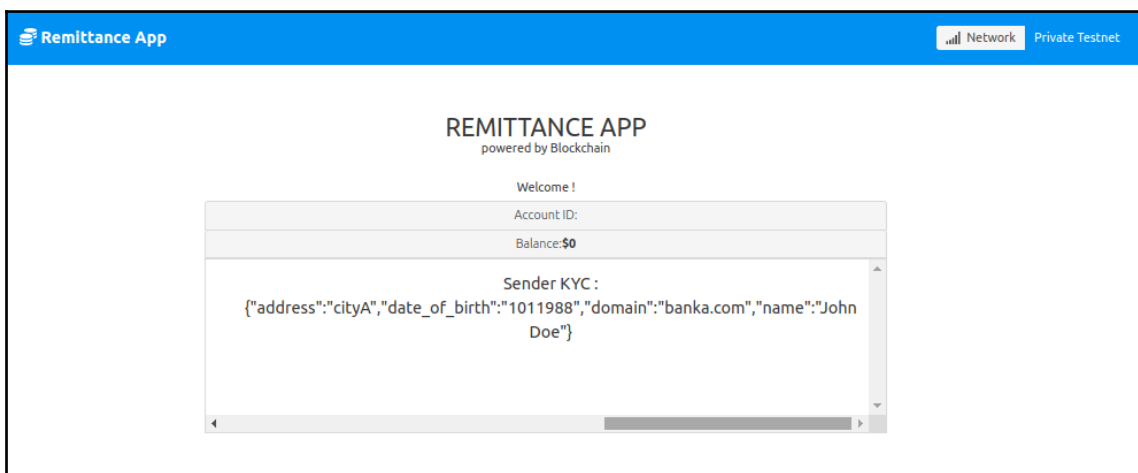 Remittance App
Network Private Testnet
REMITTANCE APP
powered by Blockchain
Welcome !
Account ID:
Balance:$0
Sender KYC :
{"address":"cityA","date_of_birth":"1011988","domain":"banka.com","name":"John
Doe"}